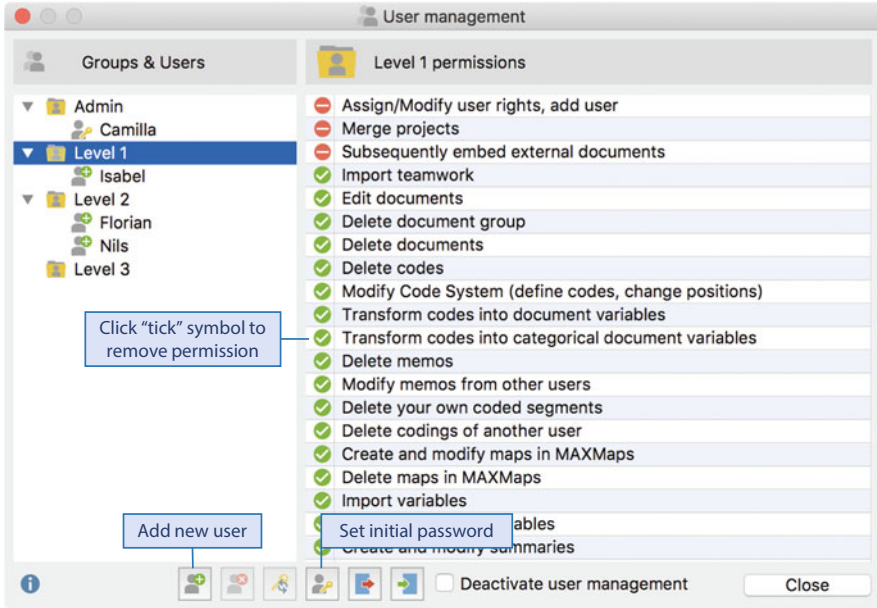 User management
Groups & Users
Level 1 permissions
Admin
Camilla
Level 1
Isabel
Level 2
Florian
Nils
Level 3
Assign/Modify user rights, add user
Merge projects
Subsequently embed external documents
Import teamwork
Edit documents
Delete document group
Delete documents
Delete codes
Modify Code System (define codes, change positions)
Transform codes into document variables
Transform codes into categorical document variables
Delete memos
Modify memos from other users
Delete your own coded segments
Delete codings of another user
Create and modify maps in MAXMaps
Delete maps in MAXMaps
Import variables
ables
Create and modify summaries
Click “tick” symbol to
remove permission
Add new user
Set initial password
Deactivate user management
Close